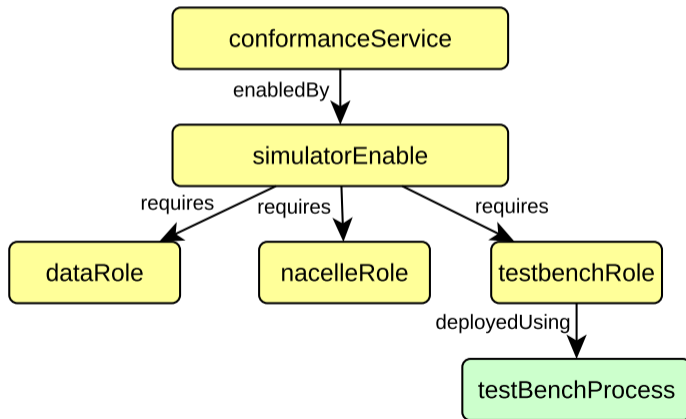 conformanceService
enabledBy
simulatorEnable
requires
requires
requires
dataRole
nacelleRole
testbenchRole
deployedUsing
testBenchProcess